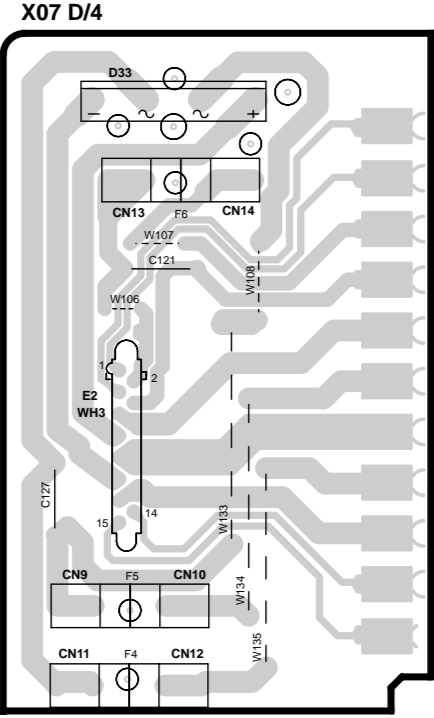 X07 D/4
D33
− ~ ~ +
CN13 F6 CN14
W107
C121
W108
W106
1
2
E2
WH3
C127
14
15
W133
CN9 F5 CN10
W134
W135
CN11 F4 CN12